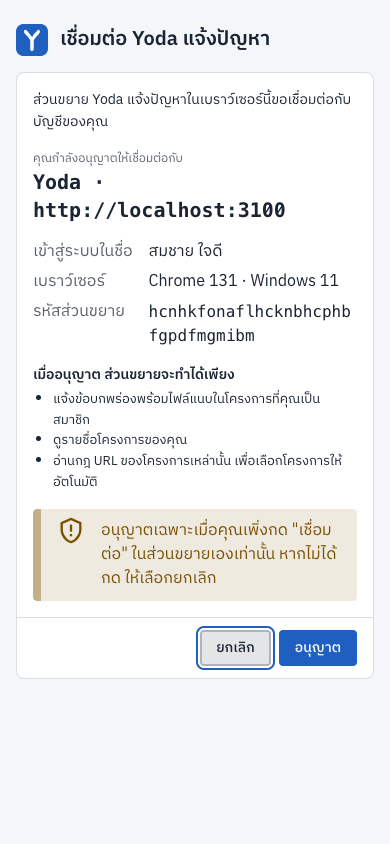 เชื่อมต่อ Yoda แจ้งปัญหา
ส่วนขยาย Yoda แจ้งปัญหาในเบราว์เซอร์นี้ขอเชื่อมต่อกับ
บัญชีของคุณ
คุณกำลังอนุญาตให้เชื่อมต่อกับ
Yoda ·
http://localhost:3100
เข้าสู่ระบบในชื่อ สมชาย ใจดี
เบราว์เซอร์ Chrome 131 · Windows 11
รหัสส่วนขยาย hcnhkfonaflhcknbhcphb
fgpdfmgmibm
เมื่ออนุญาต ส่วนขยายจะทำได้เพียง
• แจ้งข้อบกพร่องพร้อมไฟล์แนบในโครงการที่คุณเป็น
สมาชิก
• ดูรายชื่อโครงการของคุณ
• อ่านกฎ URL ของโครงการเหล่านั้น เพื่อเลือกโครงการให้
อัตโนมัติ
อนุญาตเฉพาะเมื่อคุณเพิ่งกด "เชื่อม
ต่อ" ในส่วนขยายเองเท่านั้น หากไม่ได้
กด ให้เลือกยกเลิก
ยกเลิก อนุญาต